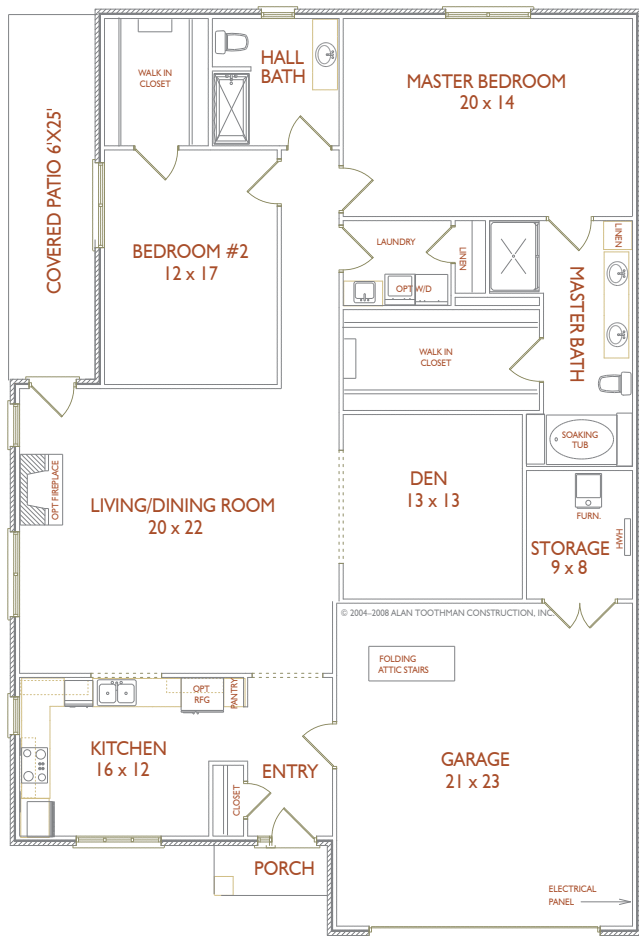 COVERED PATIO 6'X25'
WALK IN
CLOSET
HALL
BATH
MASTER BEDROOM
20 x 14
BEDROOM #2
12 x 17
LAUNDRY
OPT W/D
LINEN
LINEN
MASTER BATH
WALK IN
CLOSET
SOAKING
TUB
OPT FIREPLACE
LIVING/DINING ROOM
20 x 22
DEN
13 x 13
FURN.
HWH
STORAGE
9 x 8
© 2004–2008 ALAN TOOTHMAN CONSTRUCTION, INC.
FOLDING
ATTIC STAIRS
OPT
RFG
PANTRY
KITCHEN
16 x 12
ENTRY
CLOSET
GARAGE
21 x 23
PORCH
ELECTRICAL
PANEL